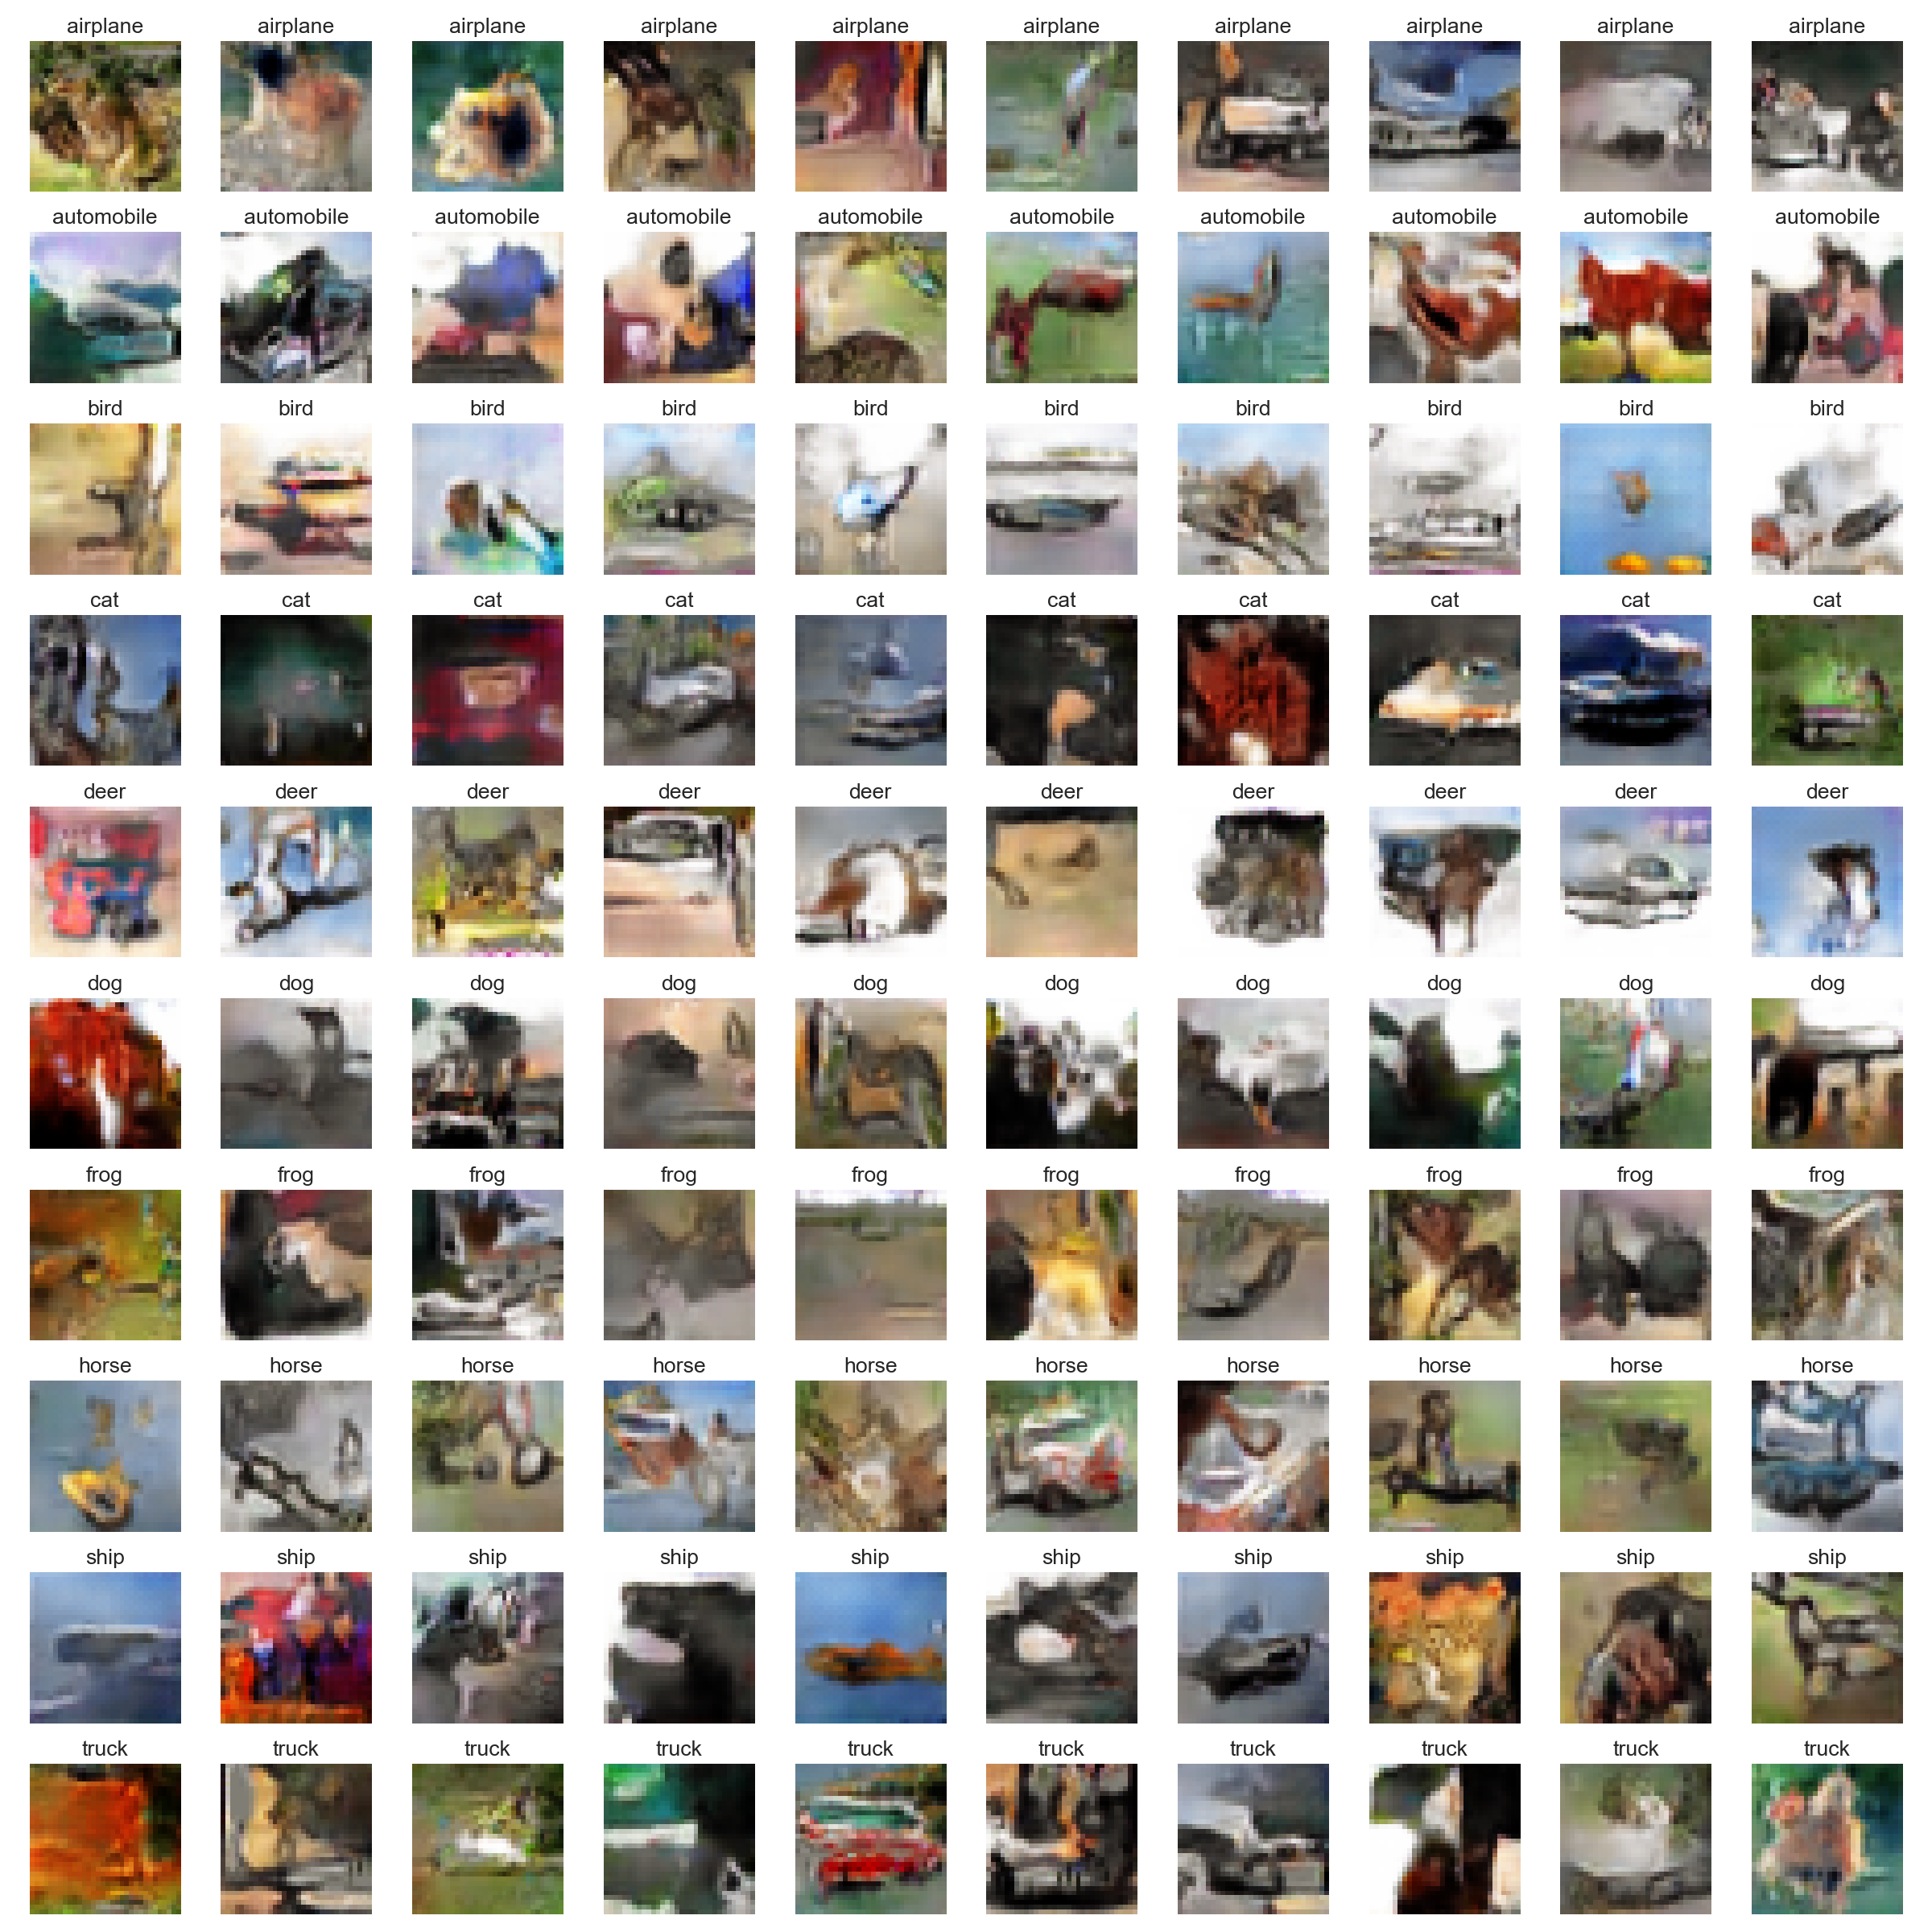 airplane airplane airplane airplane airplane airplane airplane airplane airplane airplane
automobile automobile automobile automobile automobile automobile automobile automobile automobile automobile
bird bird bird bird bird bird bird bird bird bird
cat cat cat cat cat cat cat cat cat cat
deer deer deer deer deer deer deer deer deer deer
dog dog dog dog dog dog dog dog dog dog
frog frog frog frog frog frog frog frog frog frog
horse horse horse horse horse horse horse horse horse horse
ship ship ship ship ship ship ship ship ship ship
truck truck truck truck truck truck truck truck truck truck